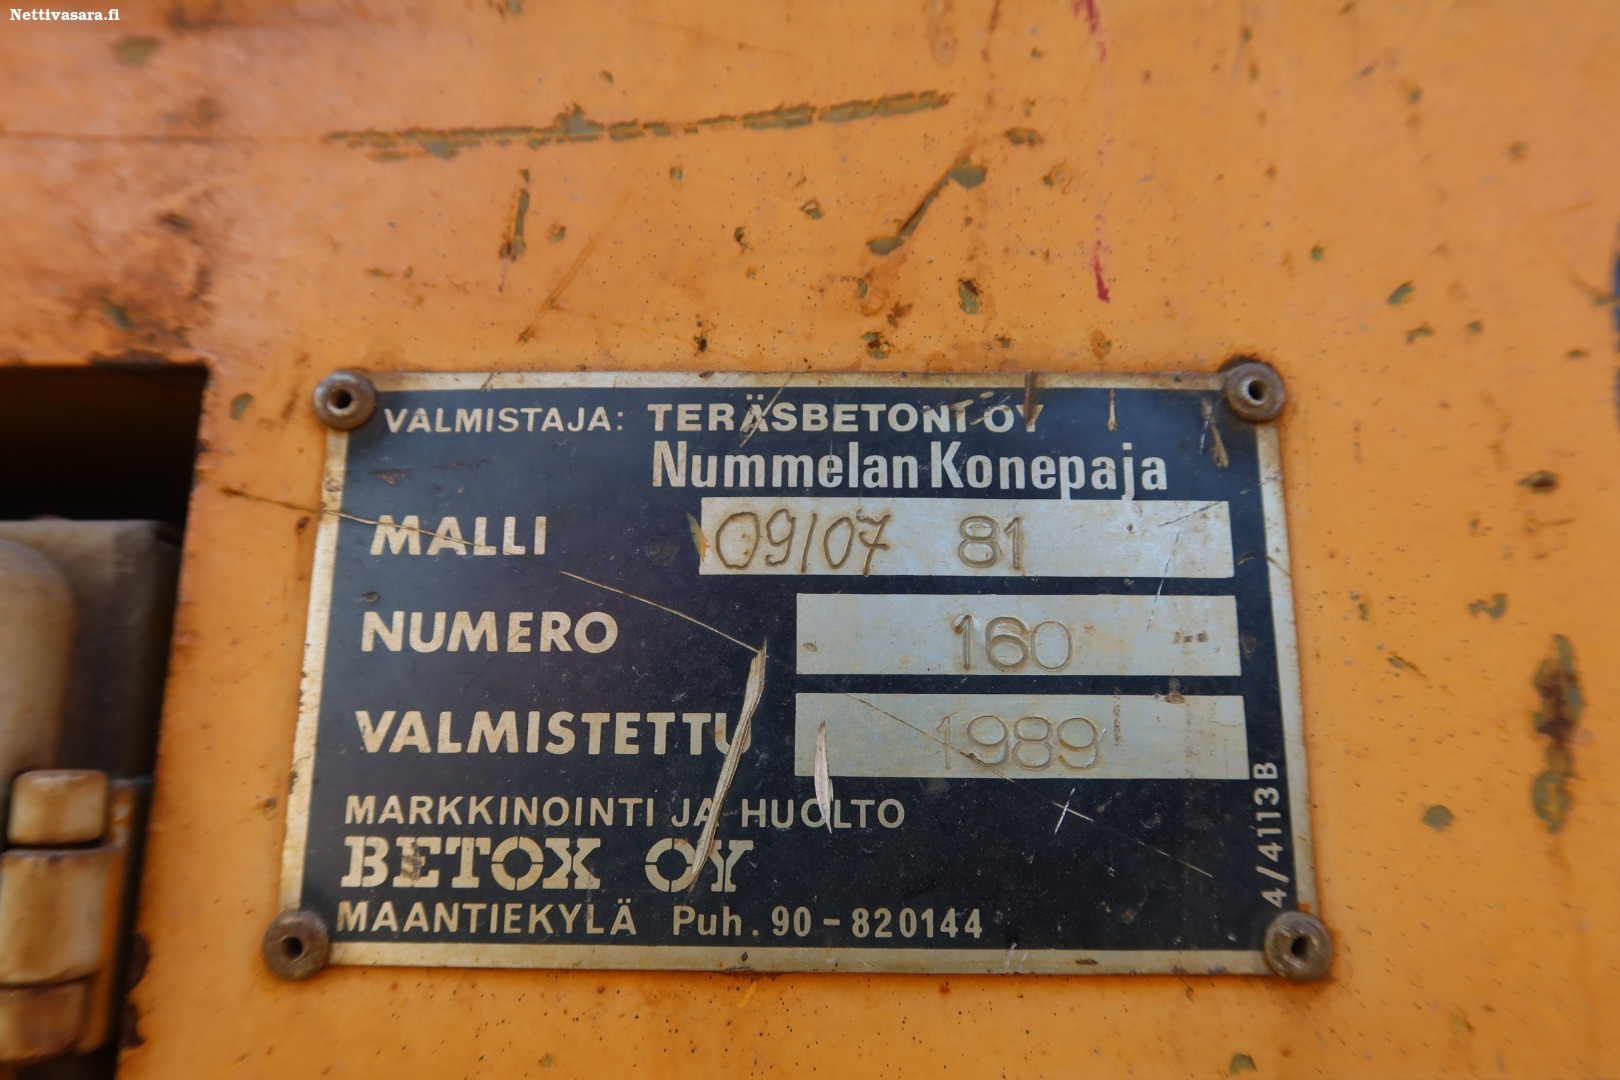 Nettivasara.fi
VALMISTAJA: TERÄSBETONI OY
Nummelan Konepaja
MALLI 09/07 81
NUMERO 160
VALMISTETTU 1989
MARKKINOINTI JA HUOLTO
BETOX OY
MAANTIEKYLÄ Puh. 90-820144
4/4113B